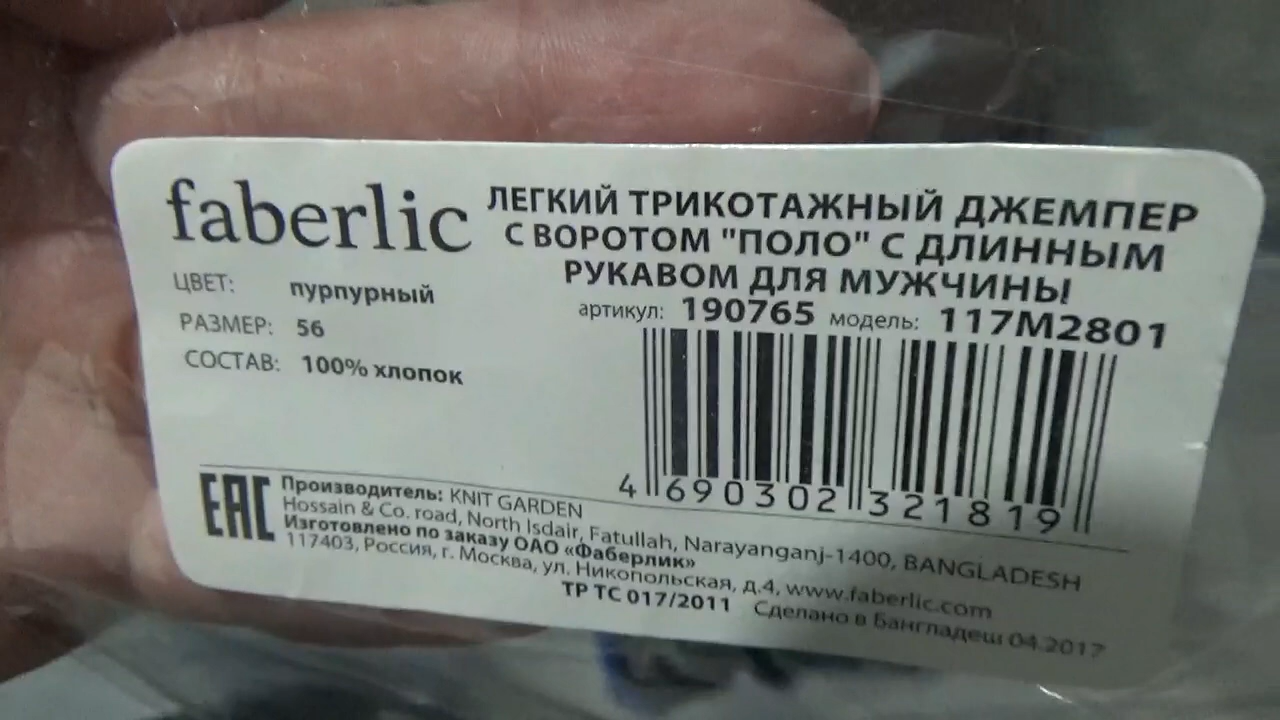 faberlic
ЛЕГКИЙ ТРИКОТАЖНЫЙ ДЖЕМПЕР
С ВОРОТОМ "ПОЛО" С ДЛИННЫМ
РУКАВОМ ДЛЯ МУЖЧИНЫ
артикул: 190765 модель: 117M2801
ЦВЕТ: пурпурный
РАЗМЕР: 56
СОСТАВ: 100% хлопок
4 690302 321819
EAC
Производитель: KNIT GARDEN
Hossain & Co. road, North Isdair, Fatullah, Narayanganj-1400, BANGLADESH
Изготовлено по заказу ОАО «Фаберлик»
117403, Россия, г. Москва, ул. Никопольская, д.4, www.faberlic.com
ТР ТС 017/2011 Сделано в Бангладеш 04.2017